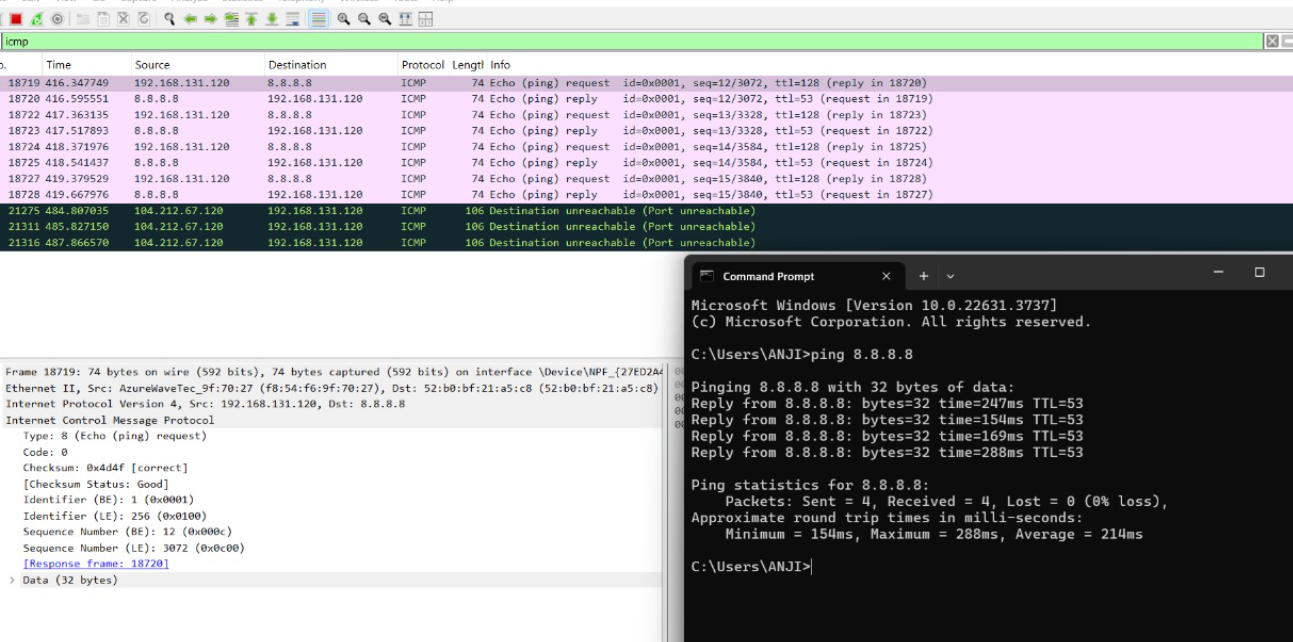 icmp
Time Source Destination Protocol Lengtl Info
18719 416.347749 192.168.131.120 8.8.8.8 ICMP 74 Echo (ping) request id=0x0001, seq=12/3072, ttl=128 (reply in 18720)
18720 416.595551 8.8.8.8 192.168.131.120 ICMP 74 Echo (ping) reply id=0x0001, seq=12/3072, ttl=53 (request in 18719)
18722 417.363135 192.168.131.120 8.8.8.8 ICMP 74 Echo (ping) request id=0x0001, seq=13/3328, ttl=128 (reply in 18723)
18723 417.517893 8.8.8.8 192.168.131.120 ICMP 74 Echo (ping) reply id=0x0001, seq=13/3328, ttl=53 (request in 18722)
18724 418.371976 192.168.131.120 8.8.8.8 ICMP 74 Echo (ping) request id=0x0001, seq=14/3584, ttl=128 (reply in 18725)
18725 418.541437 8.8.8.8 192.168.131.120 ICMP 74 Echo (ping) reply id=0x0001, seq=14/3584, ttl=53 (request in 18724)
18727 419.379529 192.168.131.120 8.8.8.8 ICMP 74 Echo (ping) request id=0x0001, seq=15/3840, ttl=128 (reply in 18728)
18728 419.667976 8.8.8.8 192.168.131.120 ICMP 74 Echo (ping) reply id=0x0001, seq=15/3840, ttl=53 (request in 18727)
21275 484.807035 104.212.67.120 192.168.131.120 ICMP 106 Destination unreachable (Port unreachable)
21311 485.827150 104.212.67.120 192.168.131.120 ICMP 106 Destination unreachable (Port unreachable)
21316 487.866570 104.212.67.120 192.168.131.120 ICMP 106 Destination unreachable (Port unreachable)
Frame 18719: 74 bytes on wire (592 bits), 74 bytes captured (592 bits) on interface \Device\NPF_{27ED2A4
Ethernet II, Src: AzureWaveTec_9f:70:27 (f8:54:f6:9f:70:27), Dst: 52:b0:bf:21:a5:c8 (52:b0:bf:21:a5:c8)
Internet Protocol Version 4, Src: 192.168.131.120, Dst: 8.8.8.8
Internet Control Message Protocol
Type: 8 (Echo (ping) request)
Code: 0
Checksum: 0x4d4f [correct]
[Checksum Status: Good]
Identifier (BE): 1 (0x0001)
Identifier (LE): 256 (0x0100)
Sequence Number (BE): 12 (0x000c)
Sequence Number (LE): 3072 (0x0c00)
[Response frame: 18720]
Data (32 bytes)
Command Prompt
Microsoft Windows [Version 10.0.22631.3737]
(c) Microsoft Corporation. All rights reserved.
C:\Users\ANJI>ping 8.8.8.8
Pinging 8.8.8.8 with 32 bytes of data:
Reply from 8.8.8.8: bytes=32 time=247ms TTL=53
Reply from 8.8.8.8: bytes=32 time=154ms TTL=53
Reply from 8.8.8.8: bytes=32 time=169ms TTL=53
Reply from 8.8.8.8: bytes=32 time=288ms TTL=53
Ping statistics for 8.8.8.8:
Packets: Sent = 4, Received = 4, Lost = 0 (0% loss),
Approximate round trip times in milli-seconds:
Minimum = 154ms, Maximum = 288ms, Average = 214ms
C:\Users\ANJI>